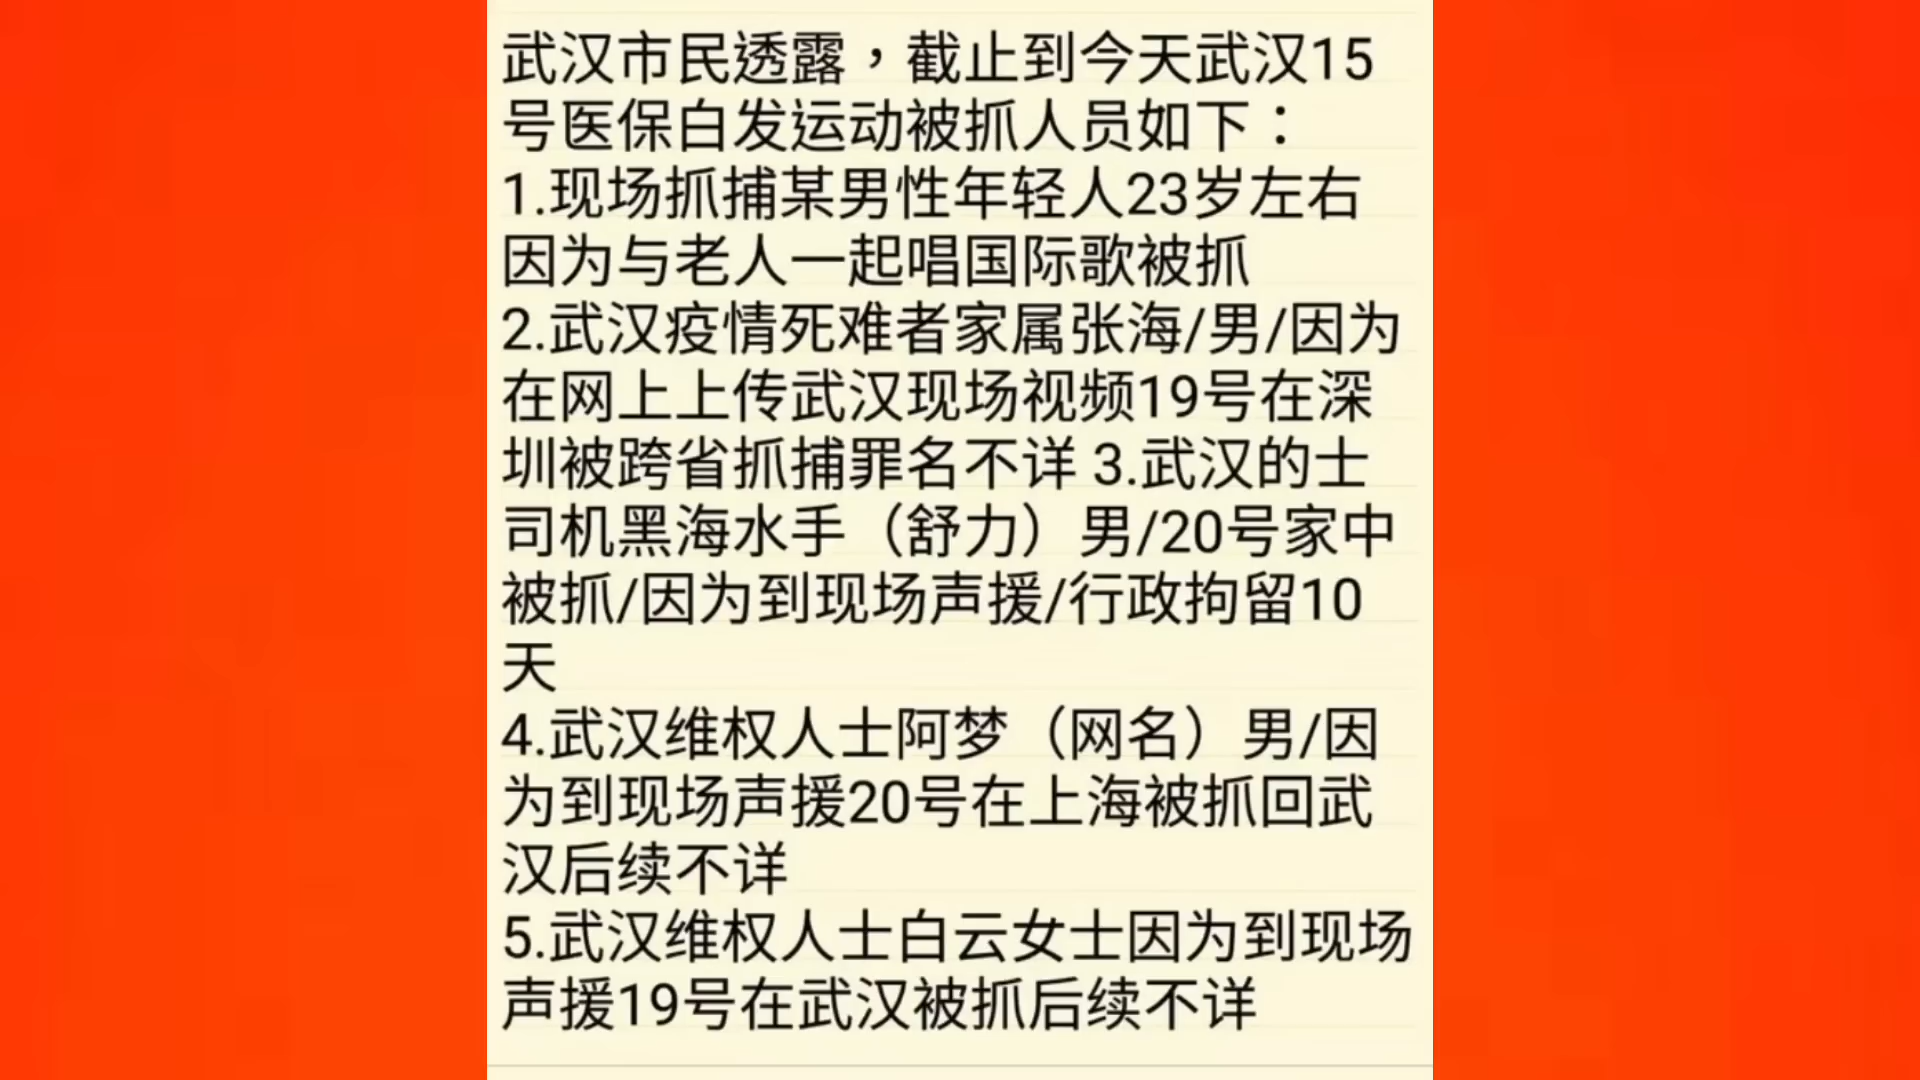 武汉市民透露，截止到今天武汉15
号医保白发运动被抓人员如下：
1.现场抓捕某男性年轻人23岁左右
因为与老人一起唱国际歌被抓
2.武汉疫情死难者家属张海/男/因为
在网上上传武汉现场视频19号在深
圳被跨省抓捕罪名不详 3.武汉的士
司机黑海水手（舒力）男/20号家中
被抓/因为到现场声援/行政拘留10
天
4.武汉维权人士阿梦（网名）男/因
为到现场声援20号在上海被抓回武
汉后续不详
5.武汉维权人士白云女士因为到现场
声援19号在武汉被抓后续不详